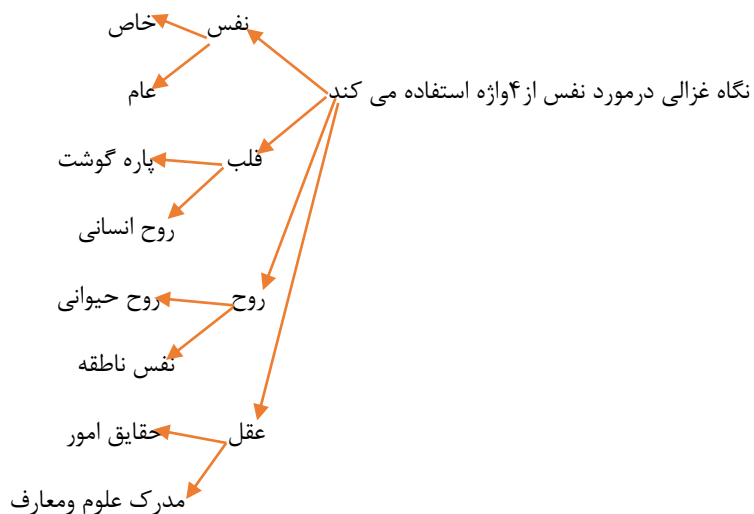 نفس
خاص
عام
نگاه غزالی درمورد نفس از۴واژه استفاده می کند
قلب
پاره گوشت
روح انسانی
روح
روح حیوانی
نفس ناطقه
عقل
حقایق امور
مدرک علوم ومعارف